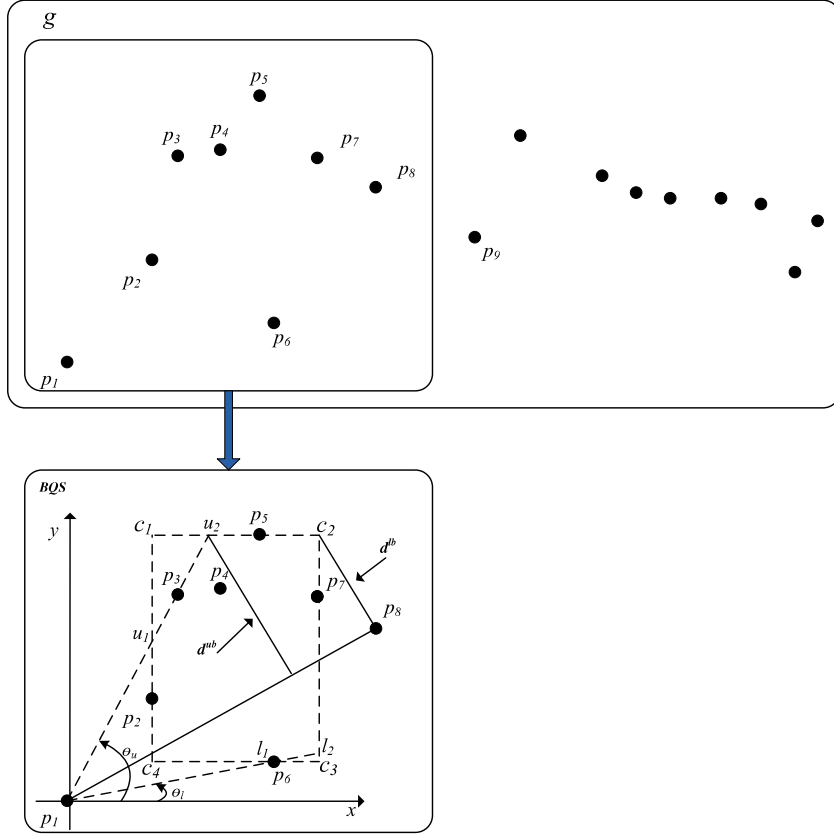 g
p5
p3 p4 p7
p8
p9
p2
p6
p1
BQS
y c1 u2 p5 c2
d^lb
p3 p4 p7
p8
u1
d^ub
p2
θu l1 l2
c4 p6 c3
θl
p1 x